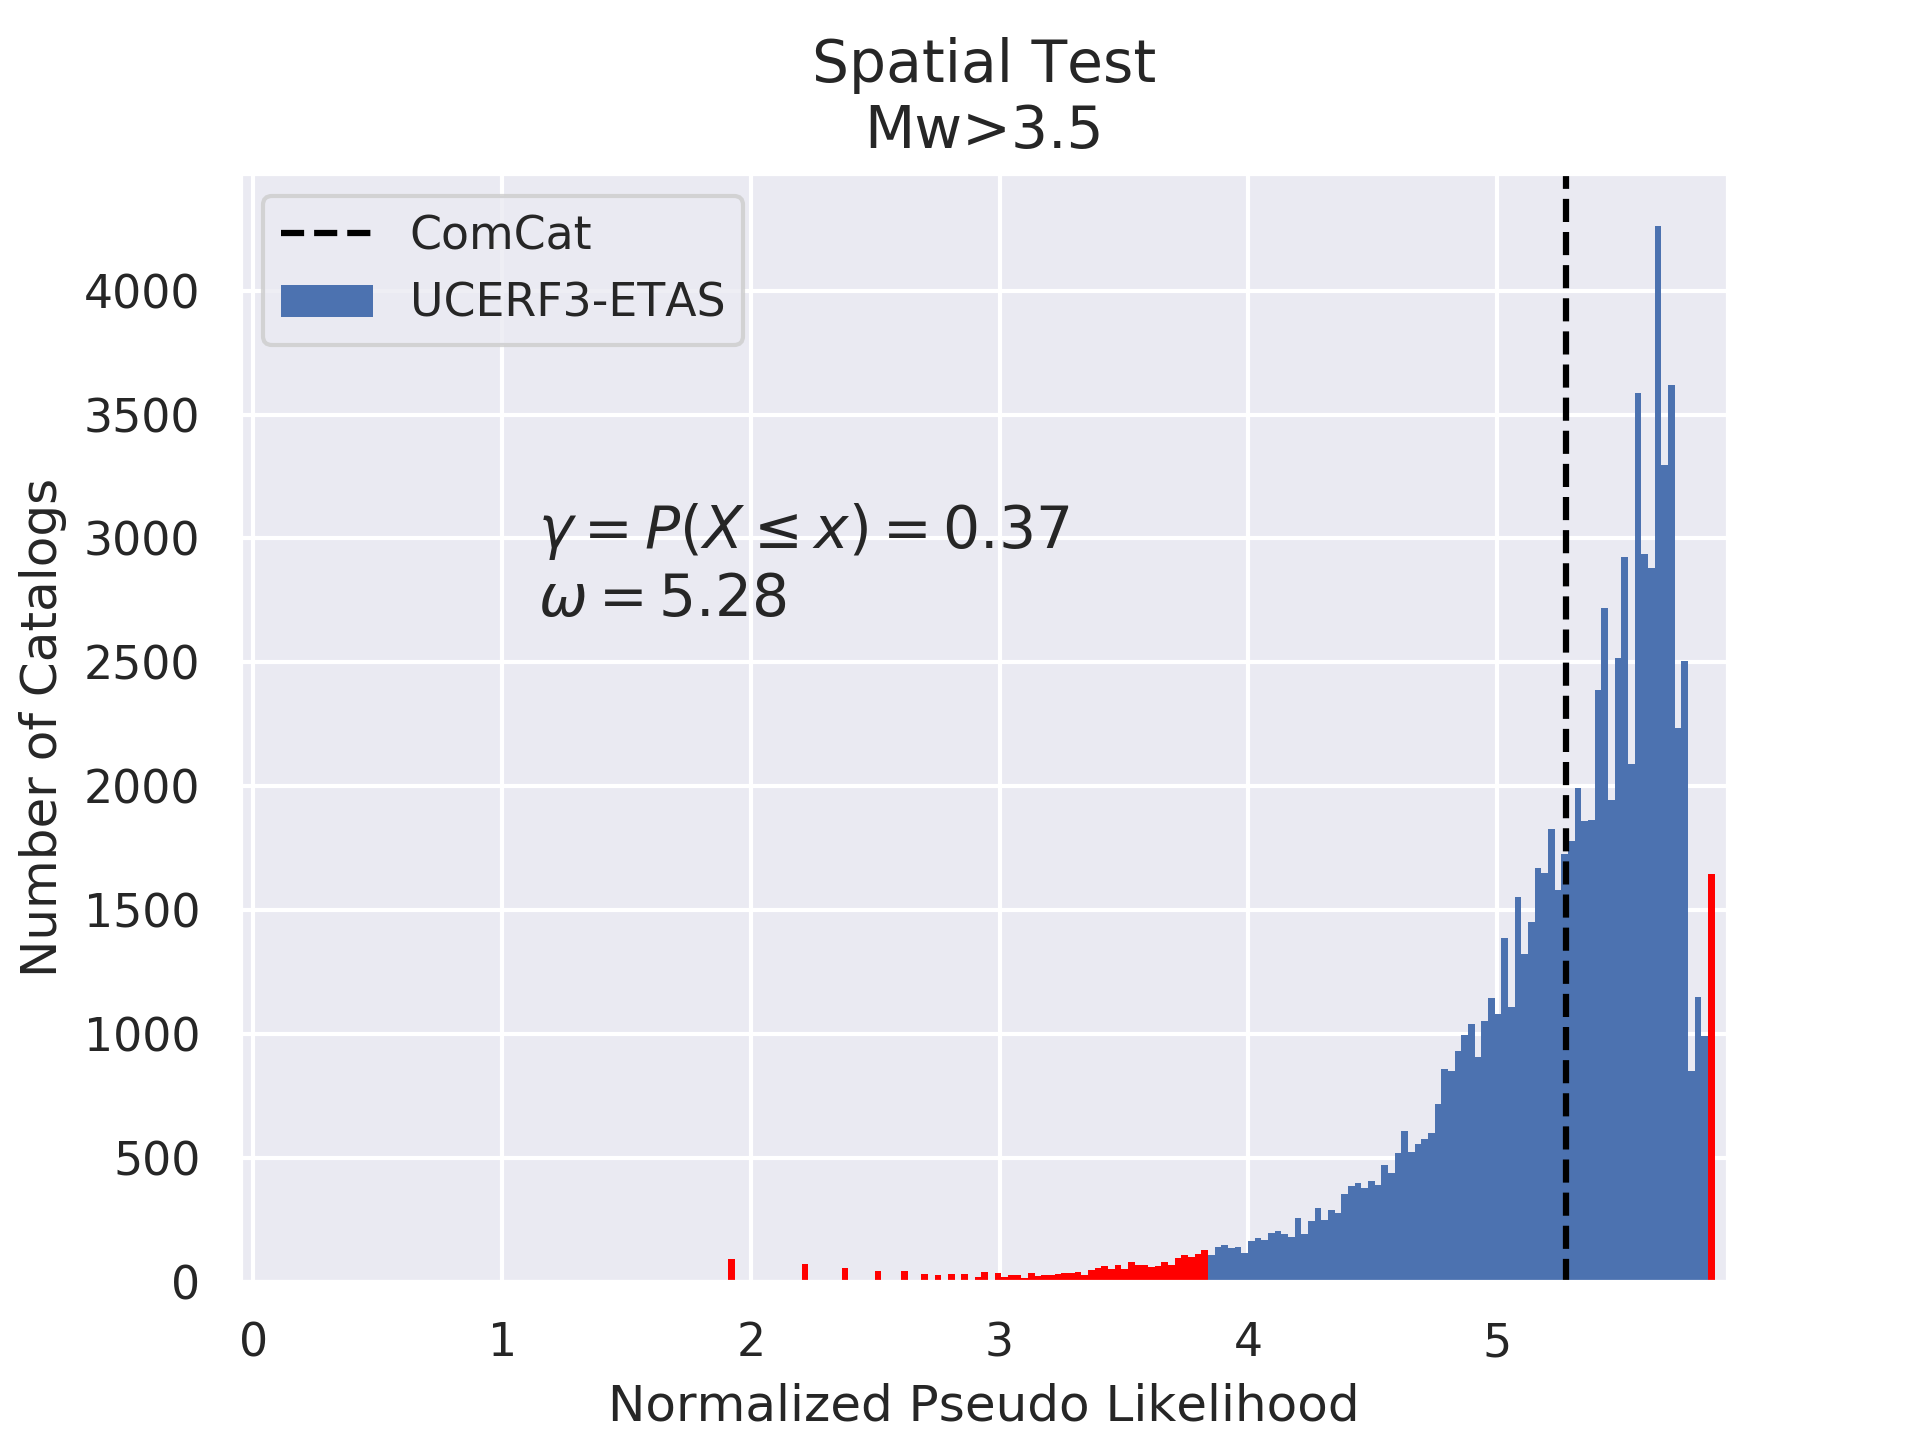 Spatial Test
Mw>3.5
ComCat
UCERF3-ETAS
γ = P(X ≤ x) = 0.37
ω = 5.28
Number of Catalogs
4000
3500
3000
2500
2000
1500
1000
500
0
0 1 2 3 4 5
Normalized Pseudo Likelihood